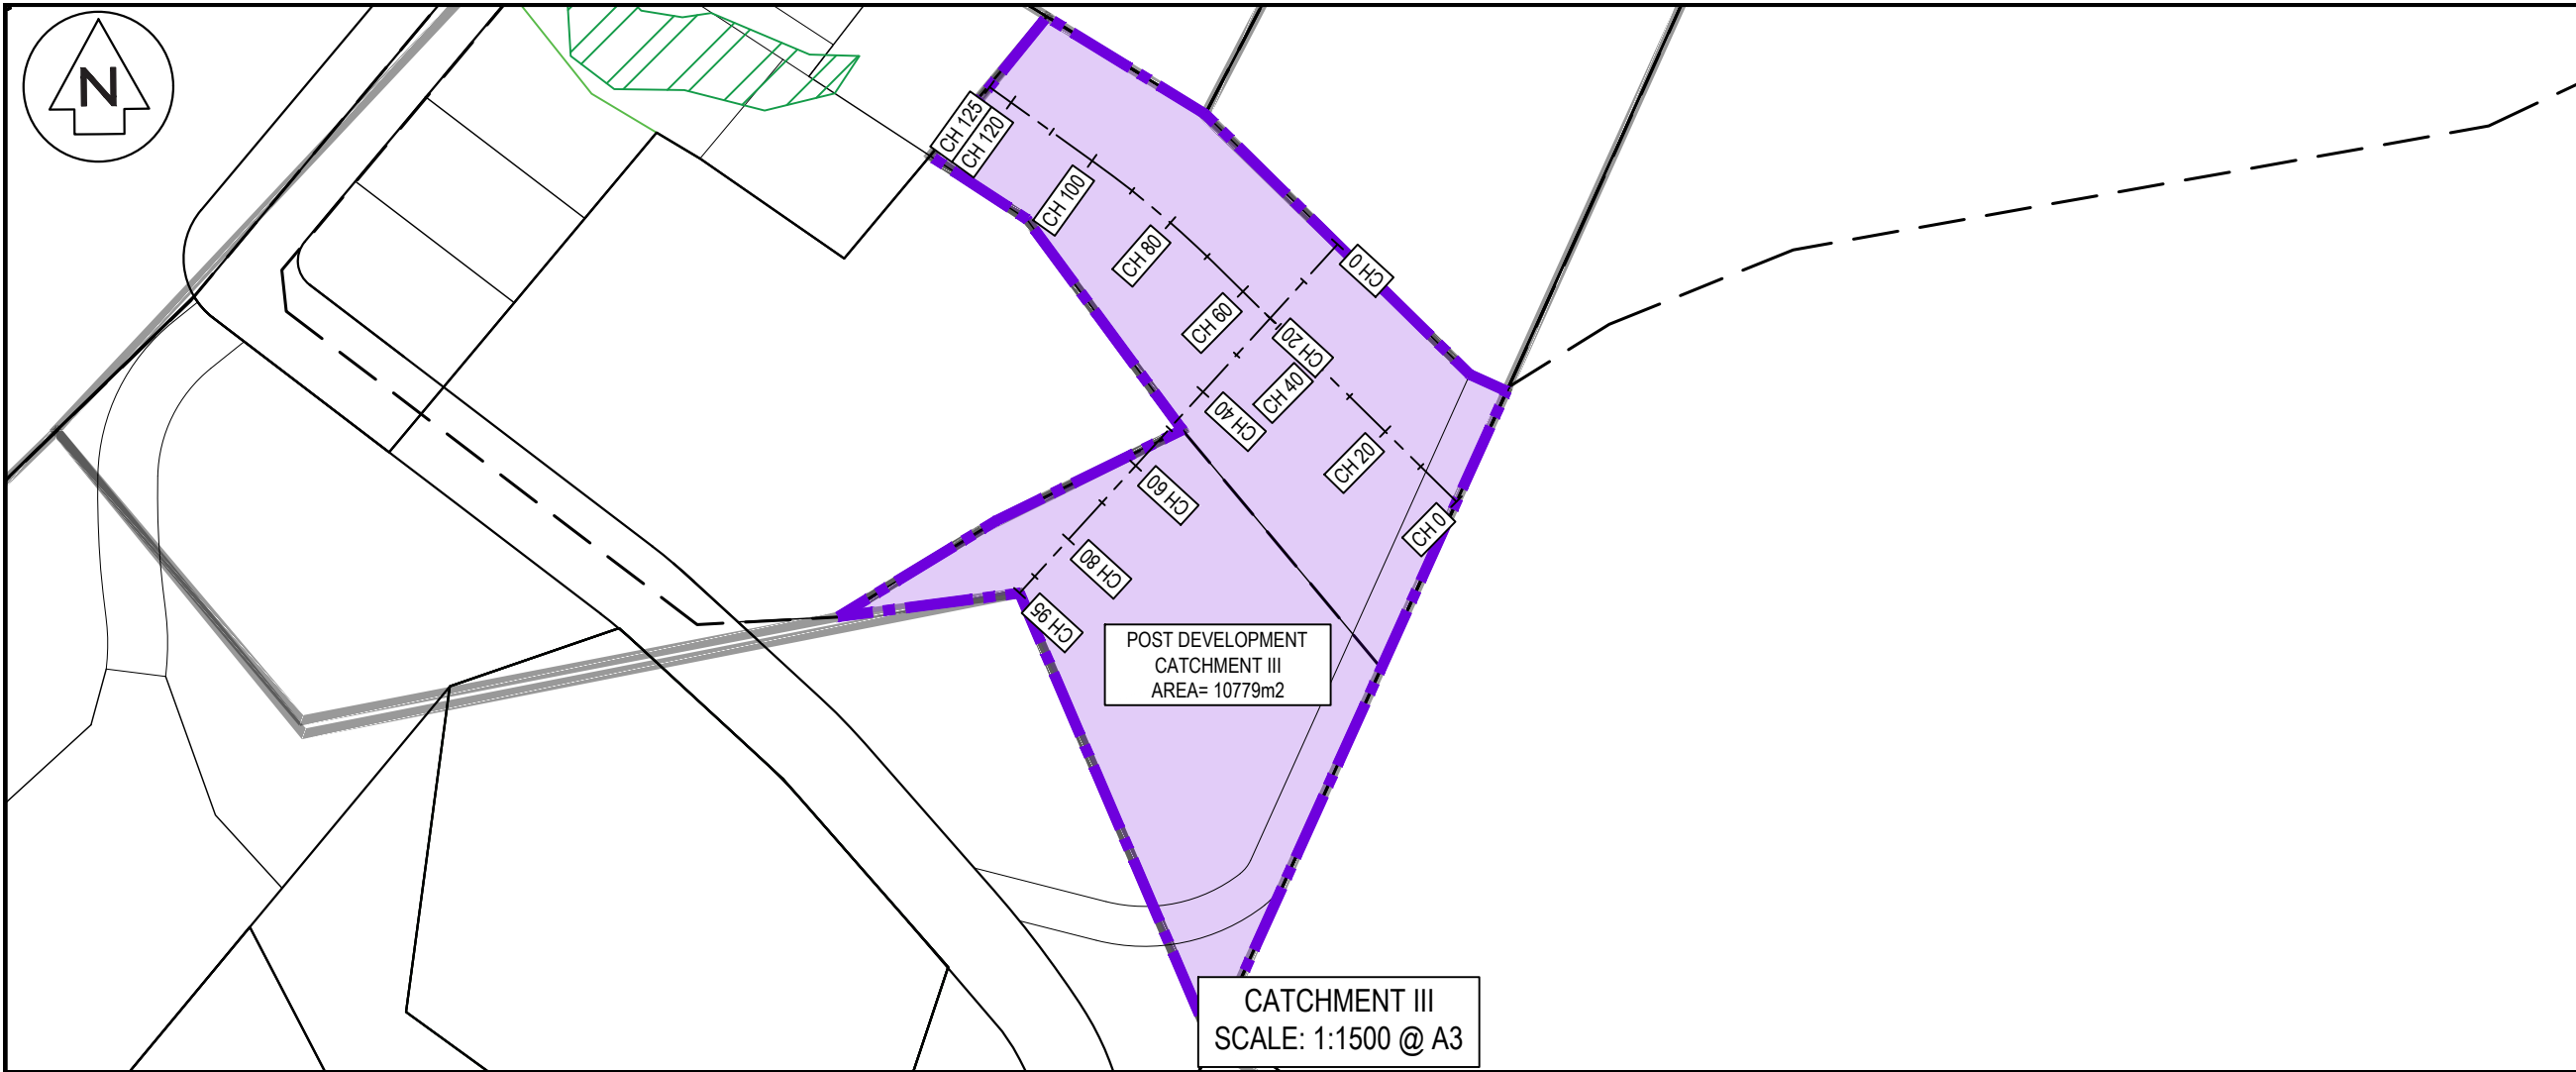 N
CH 125
CH 120
CH 100
CH 80
CH 60
CH 40
CH 20
CH 0
CH 0
CH 20
CH 40
CH 60
CH 80
CH 95
POST DEVELOPMENT
CATCHMENT III
AREA= 10779m2
CATCHMENT III
SCALE: 1:1500 @ A3